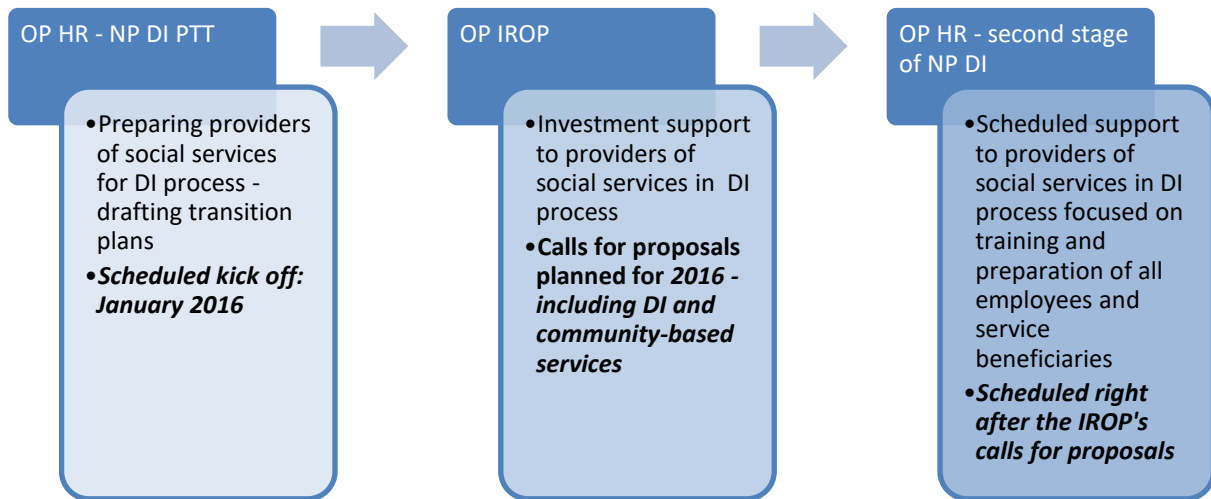 OP HR - NP DI PTT
•Preparing providers
of social services
for DI process -
drafting transition
plans
•Scheduled kick off:
January 2016
OP IROP
•Investment support
to providers of
social services in  DI
process
•Calls for proposals
planned for 2016 -
including DI and
community-based
services
OP HR - second stage
of NP DI
•Scheduled support
to providers of
social services in DI
process focused on
training and
preparation of all
employees and
service
beneficiaries
•Scheduled right
after the IROP's
calls for proposals